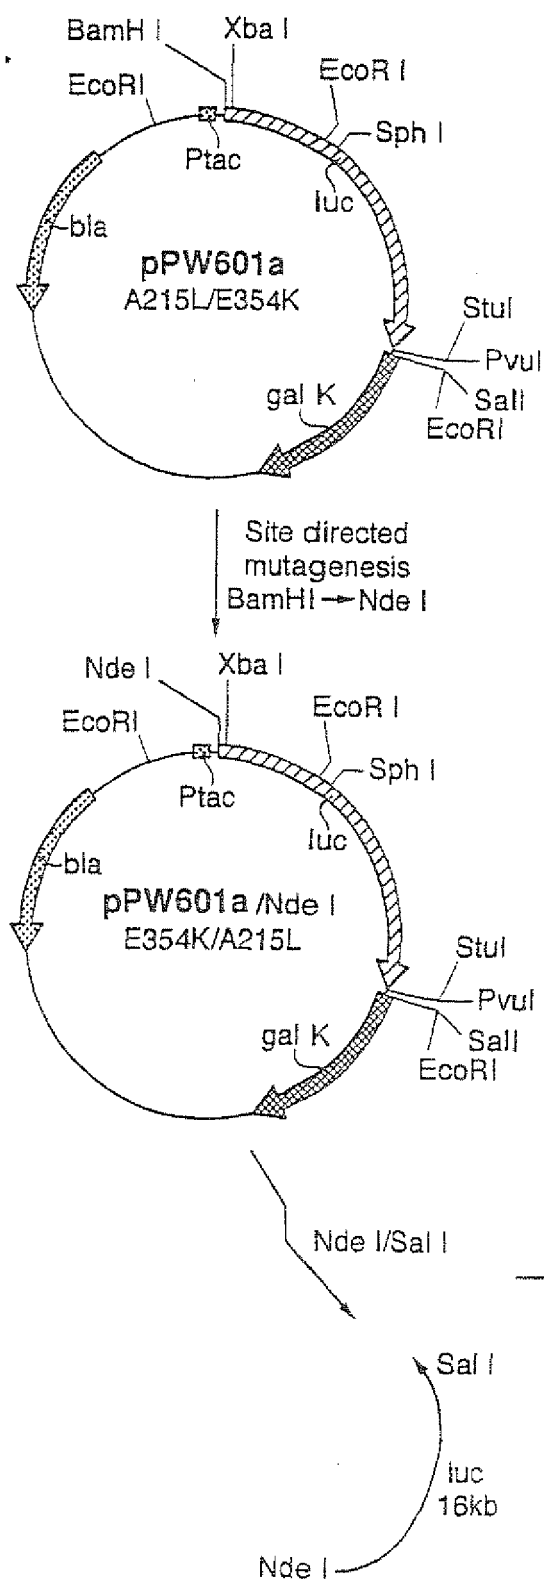 BamH I
Xba I
EcoRI
EcoR I
Sph I
Ptac
luc
bla
pPW601a
A215L/E354K
StuI
PvuI
SalI
EcoRI
gal K
Site directed
mutagenesis
BamHI → Nde I
Nde I
Xba I
EcoRI
EcoR I
Sph I
Ptac
luc
bla
pPW601a /Nde I
E354K/A215L
StuI
PvuI
SalI
EcoRI
gal K
Nde I/Sal I
Sal I
luc
16kb
Nde I